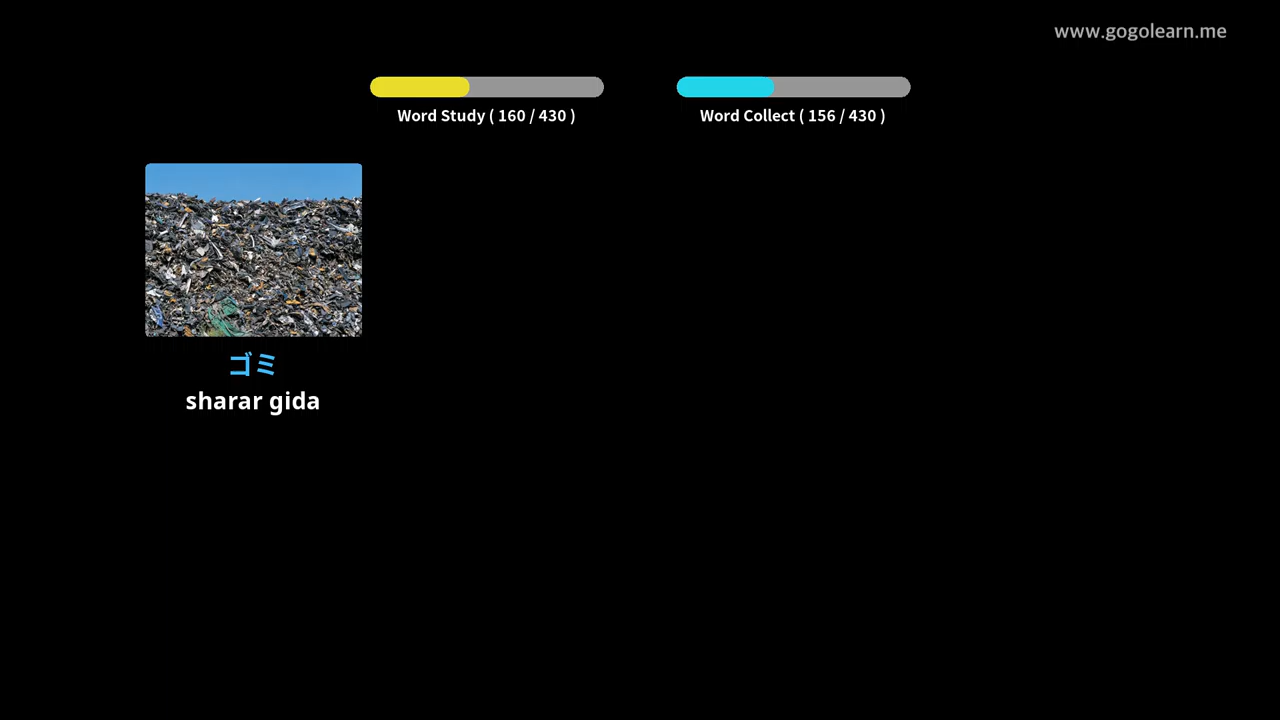 www.gogolearn.me
Word Study ( 160 / 430 )
Word Collect ( 156 / 430 )
ゴミ
sharar gida